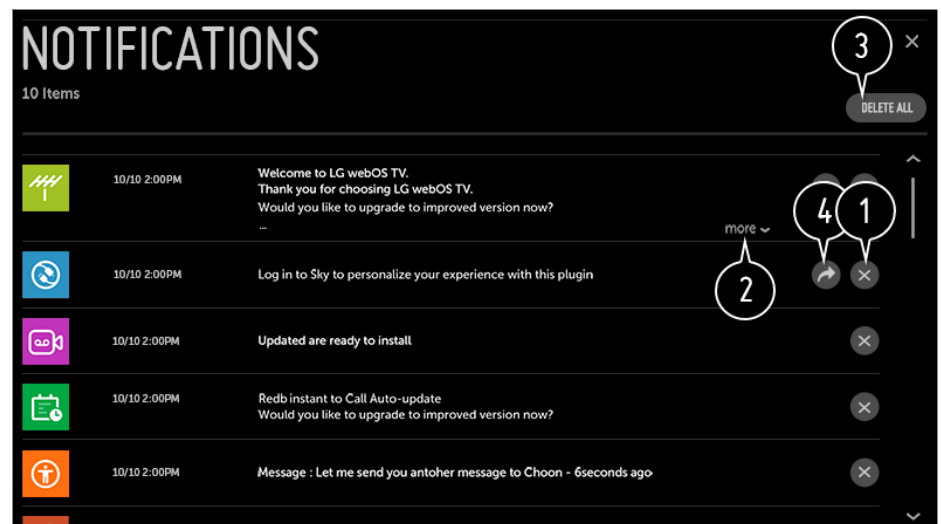 NOTIFICATIONS
10 Items
3
DELETE ALL
10/10 2:00PM
Welcome to LG webOS TV.
Thank you for choosing LG webOS TV.
Would you like to upgrade to improved version now?
...
more
4
1
10/10 2:00PM
Log in to Sky to personalize your experience with this plugin
2
10/10 2:00PM
Updated are ready to install
10/10 2:00PM
Redb instant to Call Auto-update
Would you like to upgrade to improved version now?
10/10 2:00PM
Message : Let me send you antoher message to Choon - 6seconds ago